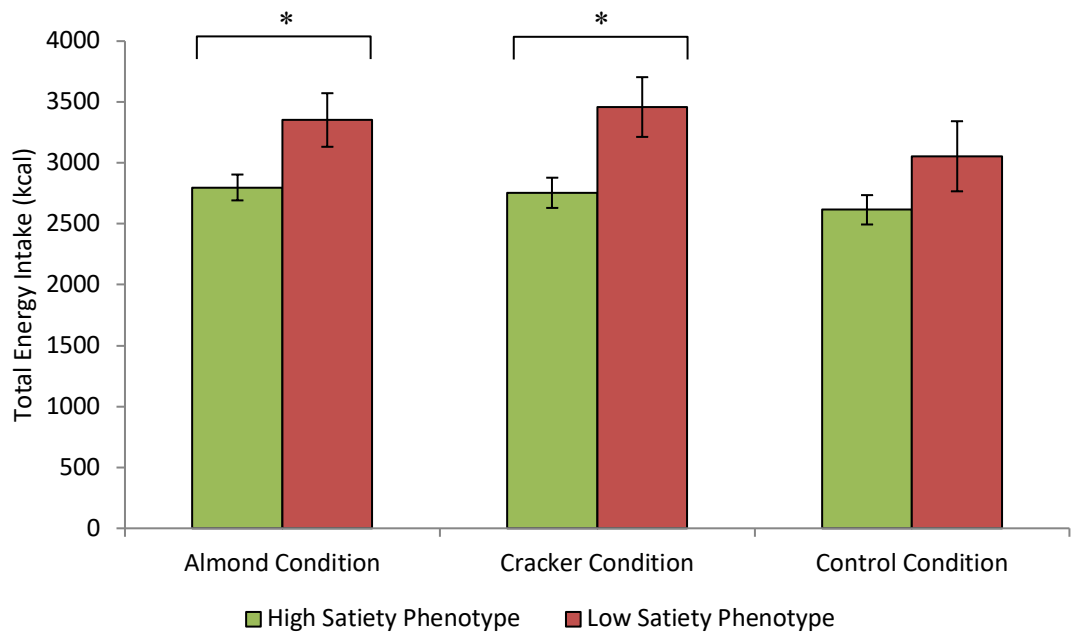 *
*
4000
3500
3000
2500
2000
1500
1000
500
0
Total Energy Intake (kcal)
Almond Condition
Cracker Condition
Control Condition
High Satiety Phenotype
Low Satiety Phenotype